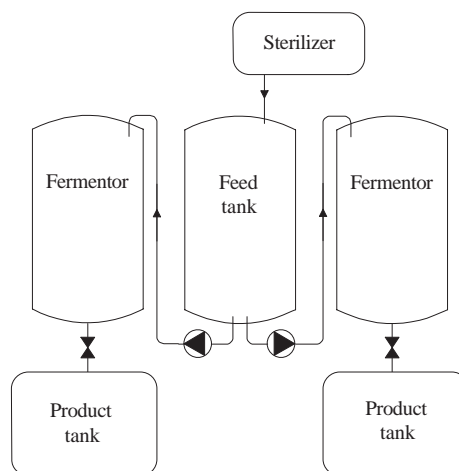 Sterilizer
Fermentor
Feed
tank
Fermentor
Product
tank
Product
tank